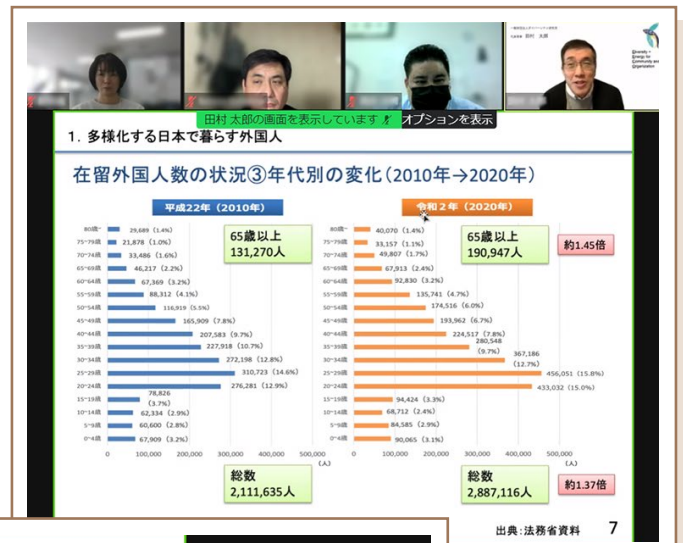 田村 太郎の画面を表示しています
オプションを表示
1. 多様化する日本で暮らす外国人
在留外国人数の状況③年代別の変化(2010年→2020年)
平成22年（2010年）
令和２年（2020年）
80歳~ 29,689 (1.4%)
75~79歳 21,878 (1.0%)
70~74歳 33,486 (1.6%)
65~69歳 46,217 (2.2%)
60~64歳 67,369 (3.2%)
55~59歳 88,312 (4.1%)
50~54歳 116,919 (5.5%)
45~49歳 165,909 (7.8%)
40~44歳 207,583 (9.7%)
35~39歳 227,918 (10.7%)
30~34歳 272,198 (12.8%)
25~29歳 310,723 (14.6%)
20~24歳 276,281 (12.9%)
15~19歳 78,826 (3.7%)
10~14歳 62,334 (2.9%)
5~9歳 60,600 (2.8%)
0~4歳 67,909 (3.2%)
0 100,000 200,000 300,000 400,000 500,000
(人)
65歳以上
131,270人
総数
2,111,635人
80歳~ 40,070 (1.4%)
75~79歳 33,157 (1.1%)
70~74歳 49,807 (1.7%)
65~69歳 67,913 (2.4%)
60~64歳 92,830 (3.2%)
55~59歳 135,741 (4.7%)
50~54歳 174,516 (6.0%)
45~49歳 193,962 (6.7%)
40~44歳 224,517 (7.8%)
35~39歳 280,548 (9.7%)
30~34歳 367,186 (12.7%)
25~29歳 456,051 (15.8%)
20~24歳 433,032 (15.0%)
15~19歳 94,424 (3.3%)
10~14歳 68,712 (2.4%)
5~9歳 84,585 (2.9%)
0~4歳 90,065 (3.1%)
0 100,000 200,000 300,000 400,000 500,000
(人)
65歳以上
190,947人
約1.45倍
総数
2,887,116人
約1.37倍
出典：法務省資料 7